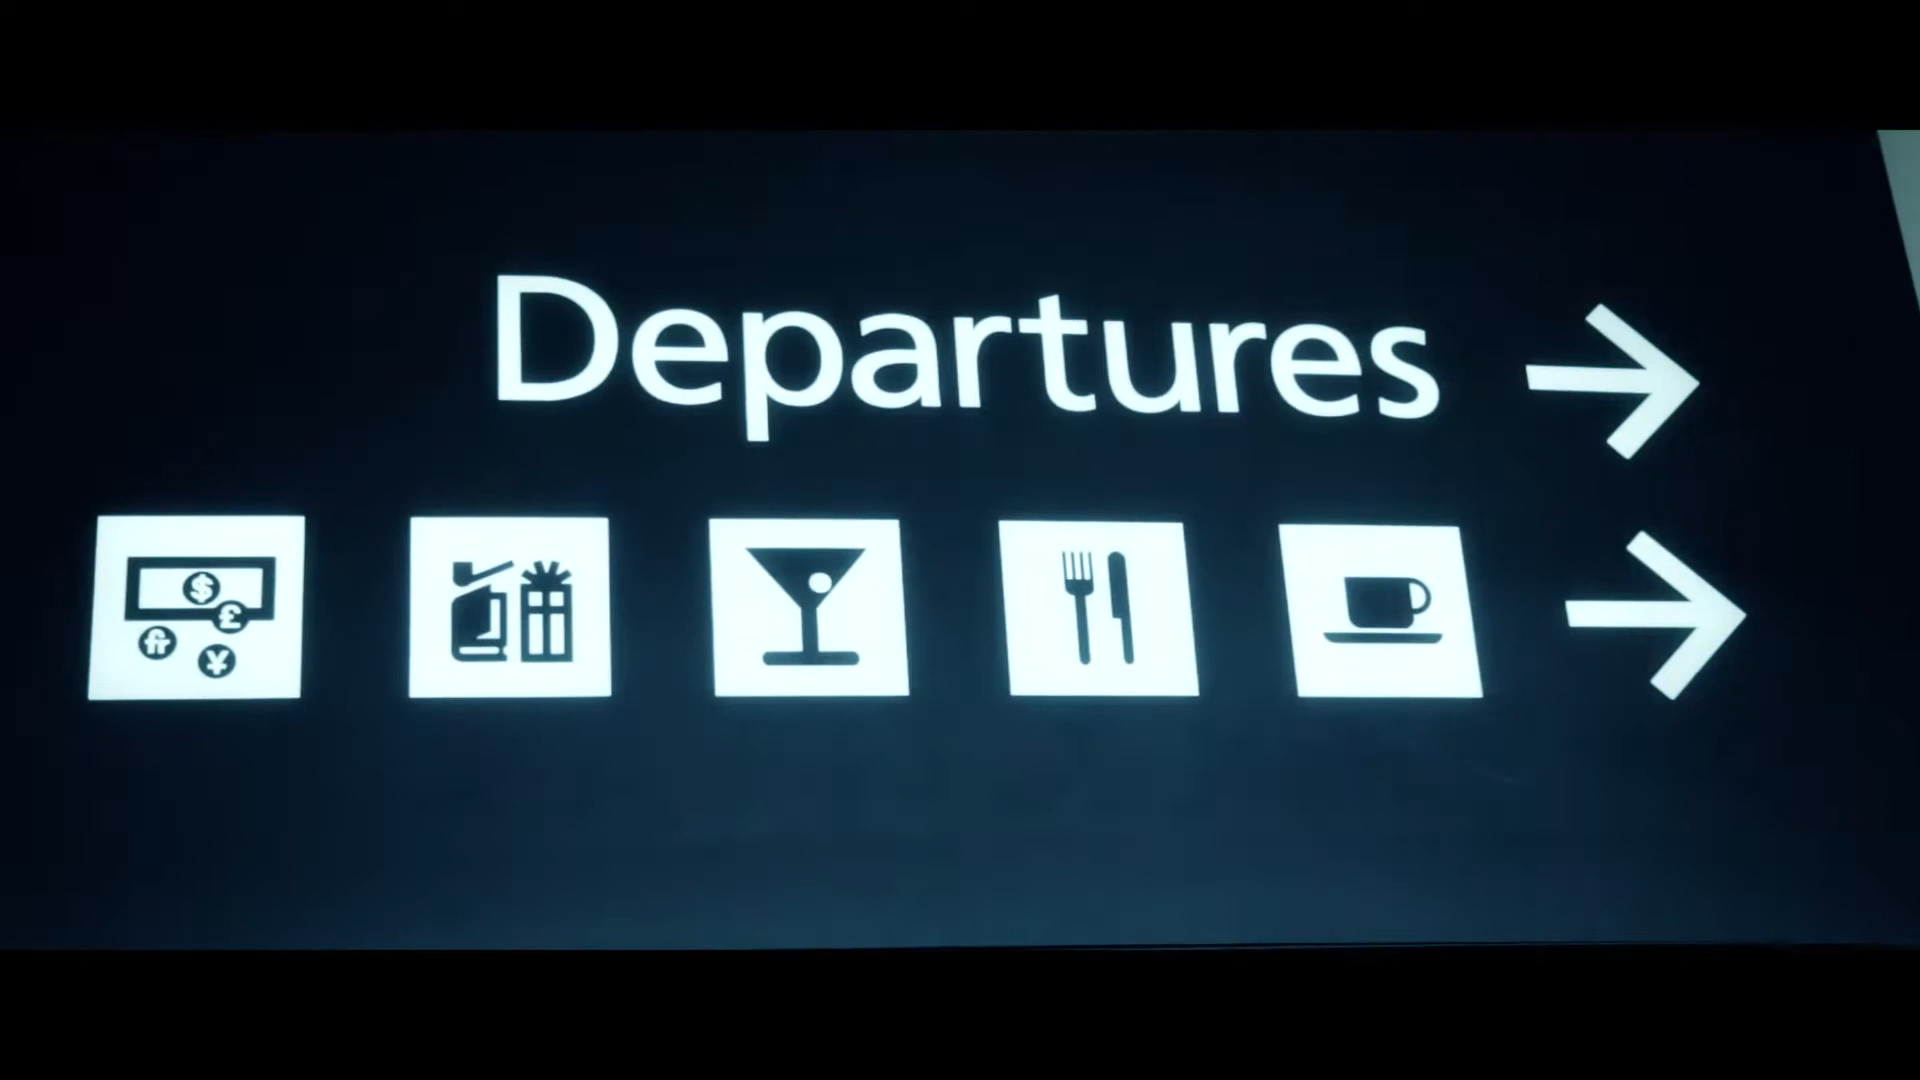 Departures →
$ £ ¥ →